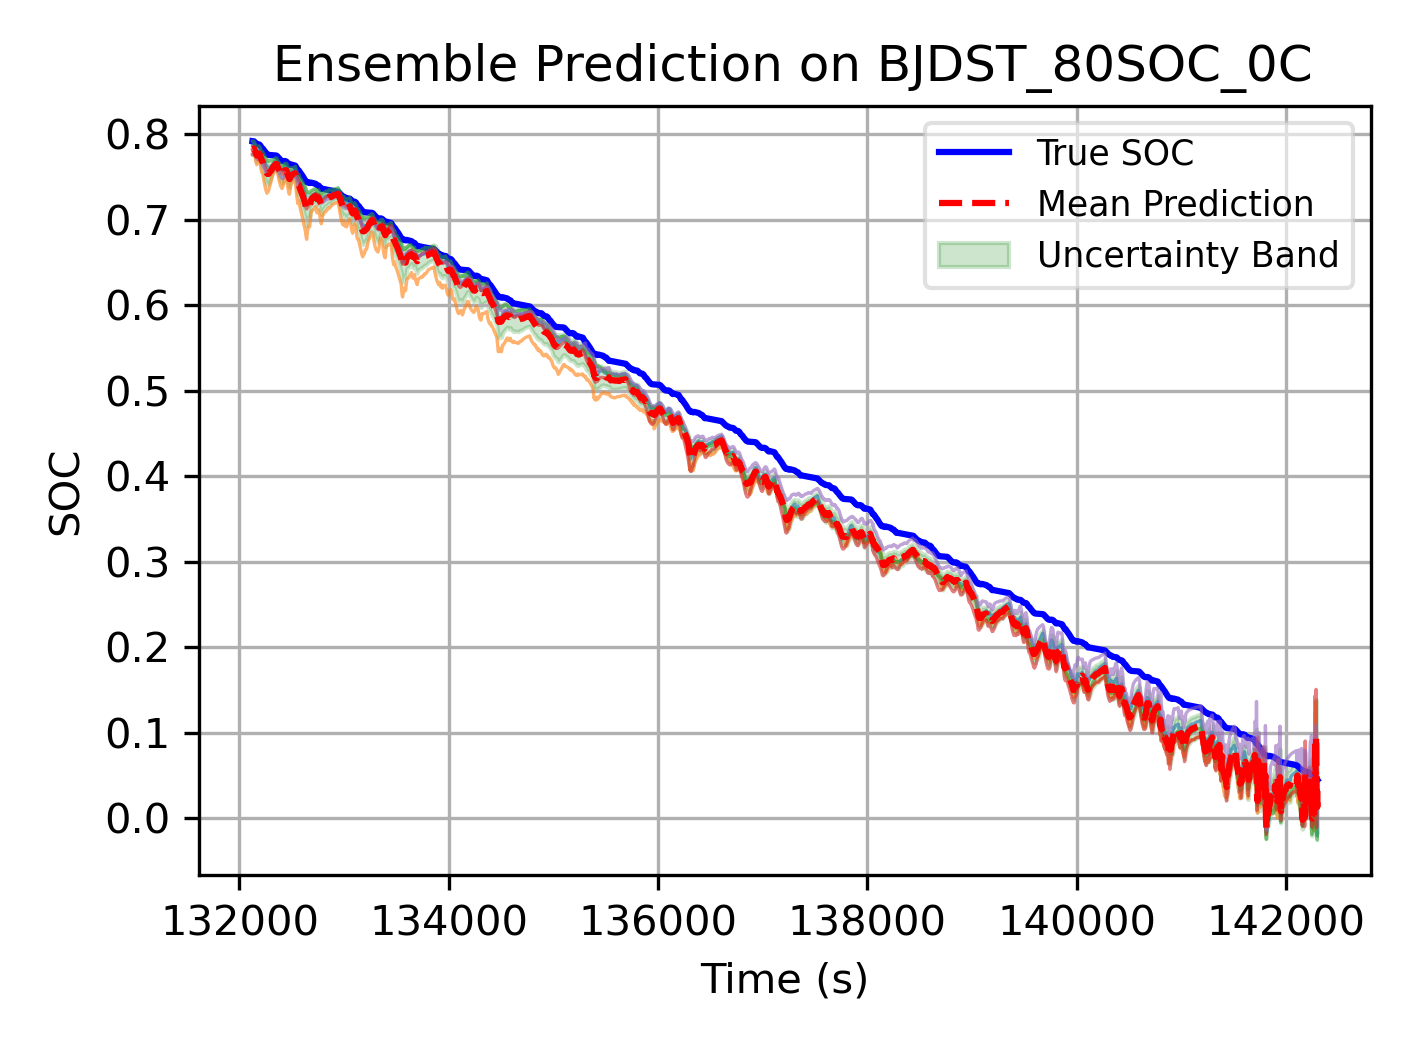 Ensemble Prediction on BJDST_80SOC_0C
True SOC
Mean Prediction
Uncertainty Band
0.8
0.7
0.6
0.5
0.4
0.3
0.2
0.1
0.0
SOC
132000 134000 136000 138000 140000 142000
Time (s)